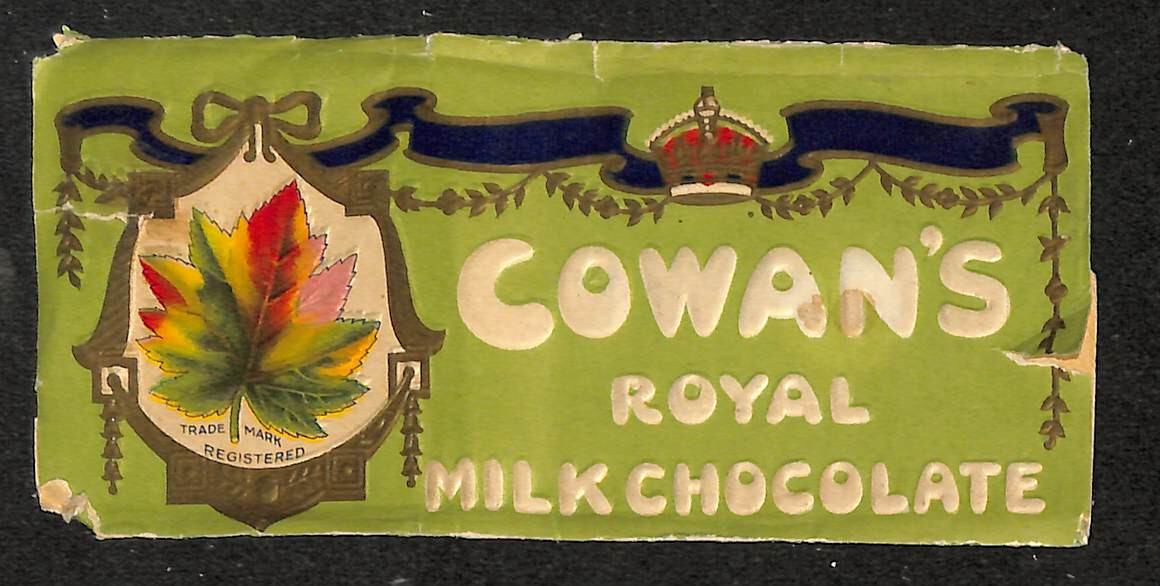 TRADE MARK
REGISTERED
COWAN'S
ROYAL
MILK CHOCOLATE